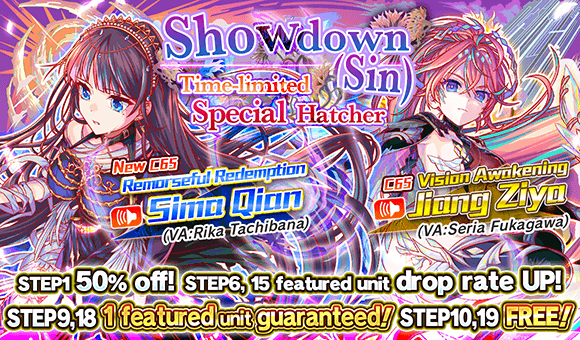 Showdown
(Sin)
Time-limited
Special Hatcher
New CGS
Remorseful Redemption
Sima Qian
(VA:Rika Tachibana)
CGS Vision Awakening
Jiang Ziya
(VA:Seria Fukagawa)
STEP1 50% off! STEP6, 15 featured unit drop rate UP!
STEP9,18 1 featured unit guaranteed! STEP10,19 FREE!